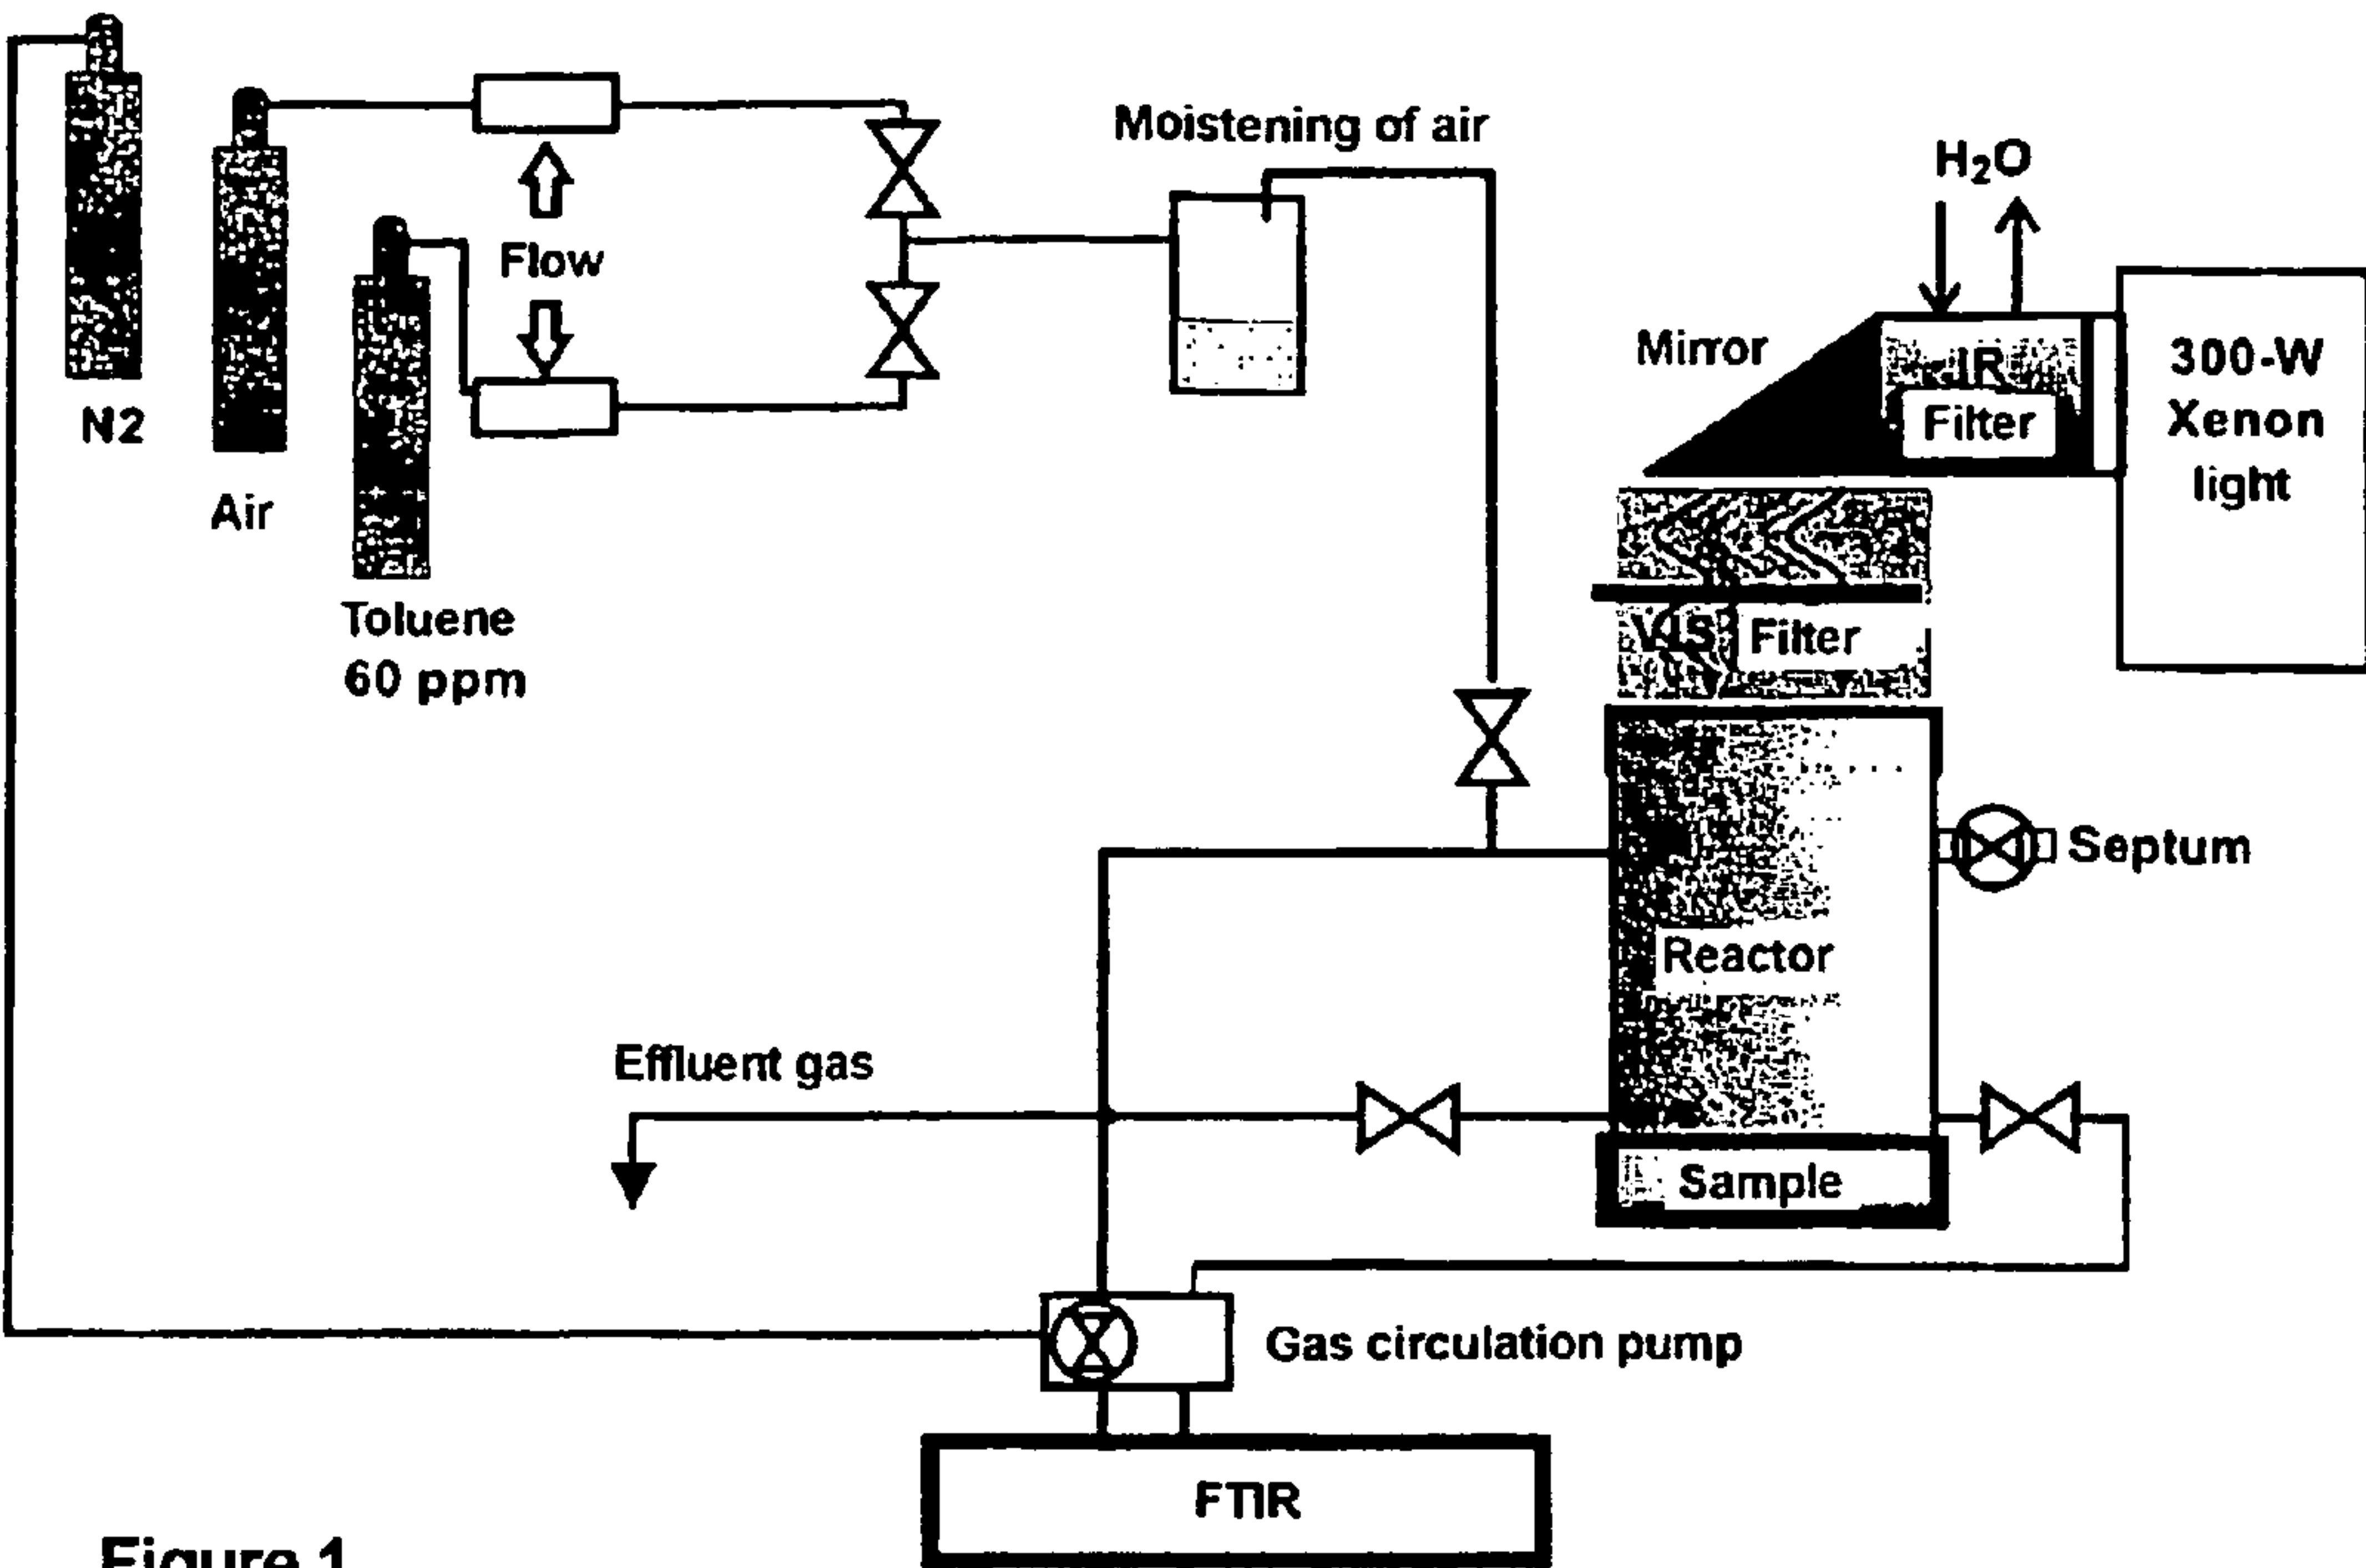 Moistening of air
H₂O
Flow
Mirror
IR
Filter
300-W
Xenon
light
N2
Air
Toluene
60 ppm
VIS Filter
Septum
Reactor
Effluent gas
Sample
Gas circulation pump
FTIR
Figure 1